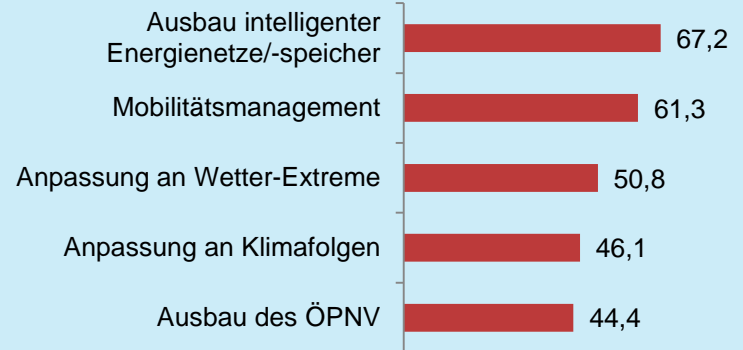 Ausbau intelligenter
Energienetze/-speicher
67,2
Mobilitätsmanagement
61,3
Anpassung an Wetter-Extreme
50,8
Anpassung an Klimafolgen
46,1
Ausbau des ÖPNV
44,4